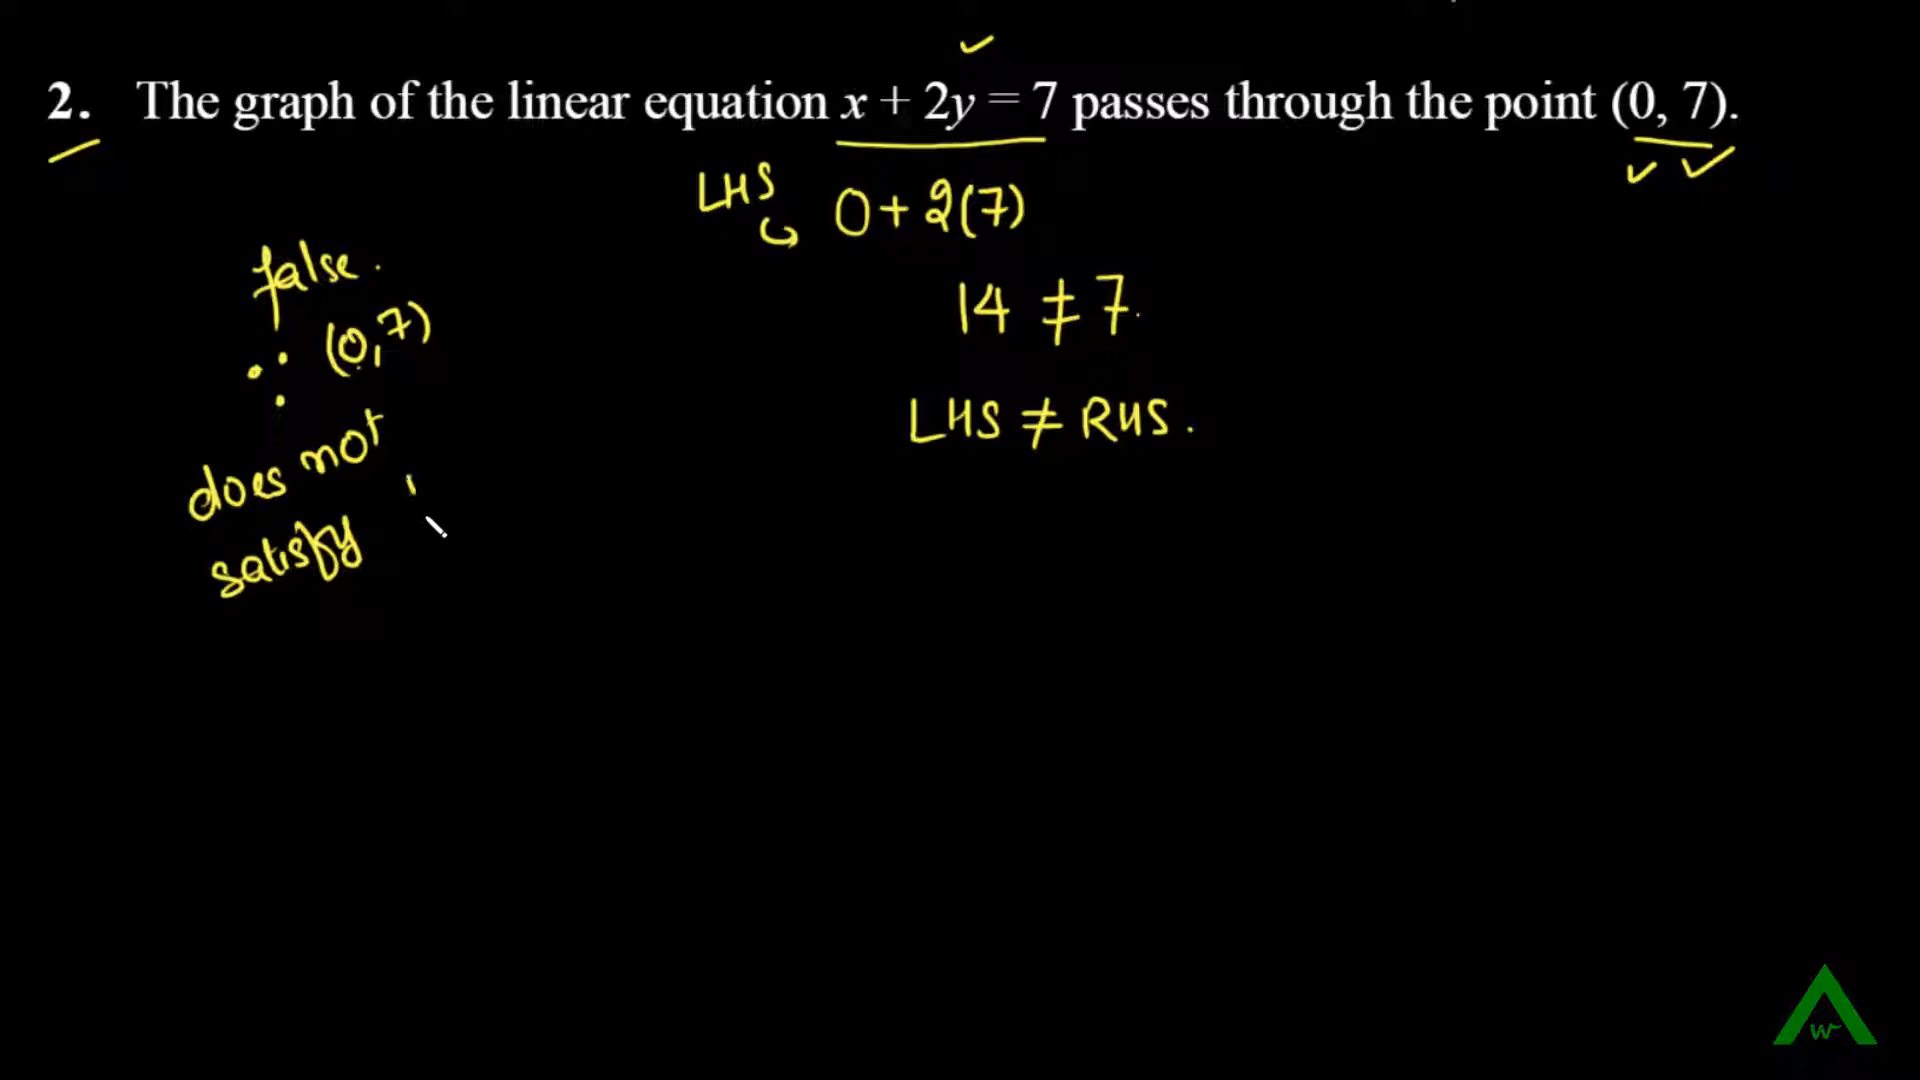 2. The graph of the linear equation x + 2y = 7 passes through the point (0, 7).
LHS 0+2(7)
14 ≠ 7.
LHS ≠ RHS.
false.
∵ (0,7)
does not
satisfy
W